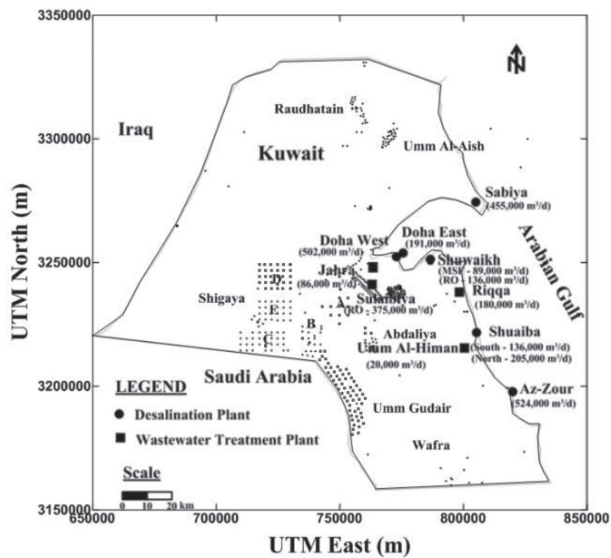 3350000
N
Raudhatain
Iraq
3300000
Umm Al-Aish
Kuwait
Sabiya
(455,000 m³/d)
Doha East
Doha West
(191,000 m³/d)
(502,000 m³/d)
Shuwaikh
3250000
(MSF - 89,000 m³/d)
(RO - 136,000 m³/d)
Jahra
(86,000 m³/d)
D
Arabian Gulf
Riqqa
(180,000 m³/d)
Shigaya
Sulaibiya
(RO - 375,000 m³/d)
A
E
B
C
Abdaliya
Shuaiba
(South - 136,000 m³/d)
(North - 205,000 m³/d)
Umm Al-Himan
(20,000 m³/d)
Saudi Arabia
3200000
Az-Zour
(524,000 m³/d)
LEGEND
Desalination Plant
Wastewater Treatment Plant
Umm Gudair
Wafra
Scale
0 10 20 km
3150000
650000 700000 750000 800000 850000
UTM East (m)
UTM North (m)